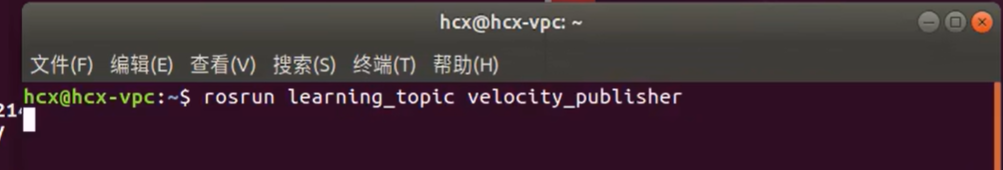 hcx@hcx-vpc: ~
文件(F) 编辑(E) 查看(V) 搜索(S) 终端(T) 帮助(H)
hcx@hcx-vpc:~$ rosrun learning_topic velocity_publisher